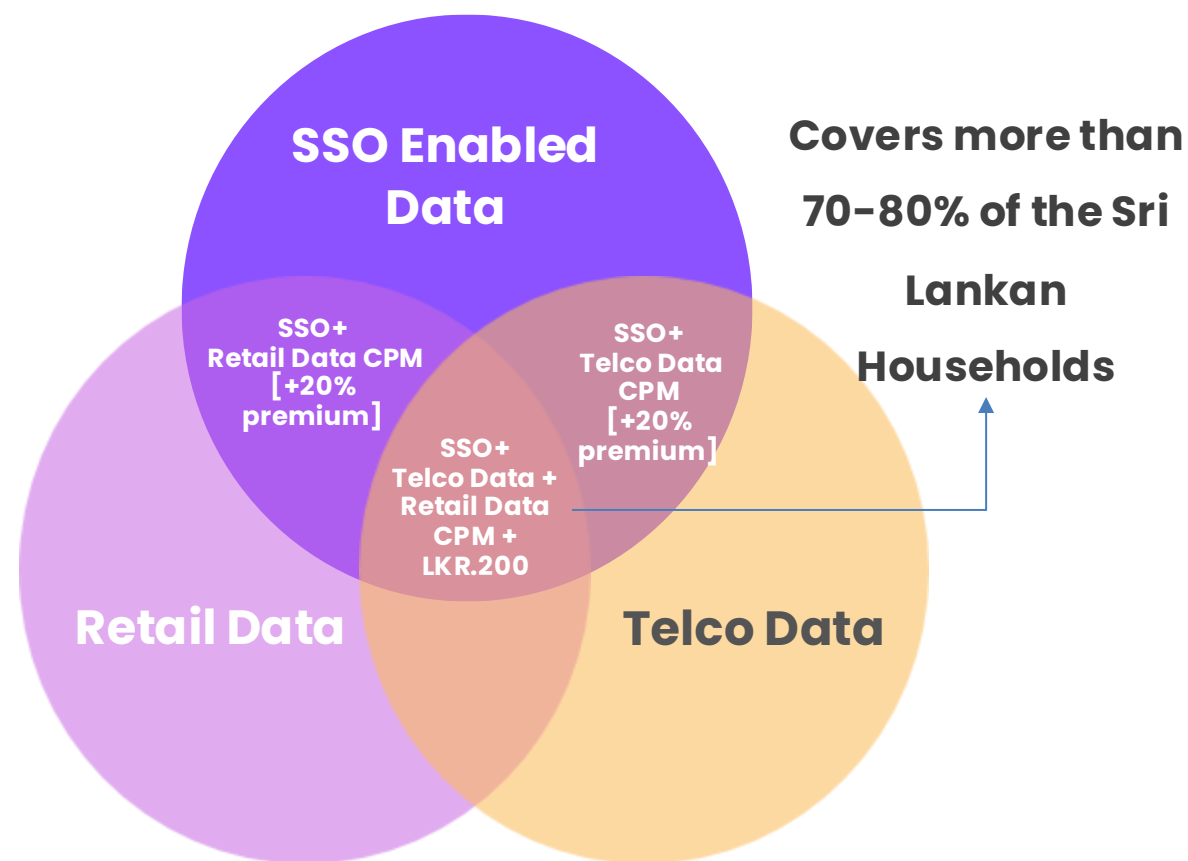 SSO Enabled
Data
Covers more than
70-80% of the Sri
Lankan
Households
SSO+
Retail Data CPM
[+20%
premium]
SSO+
Telco Data
CPM
[+20%
premium]
SSO+
Telco Data +
Retail Data
CPM +
LKR.200
Retail Data
Telco Data